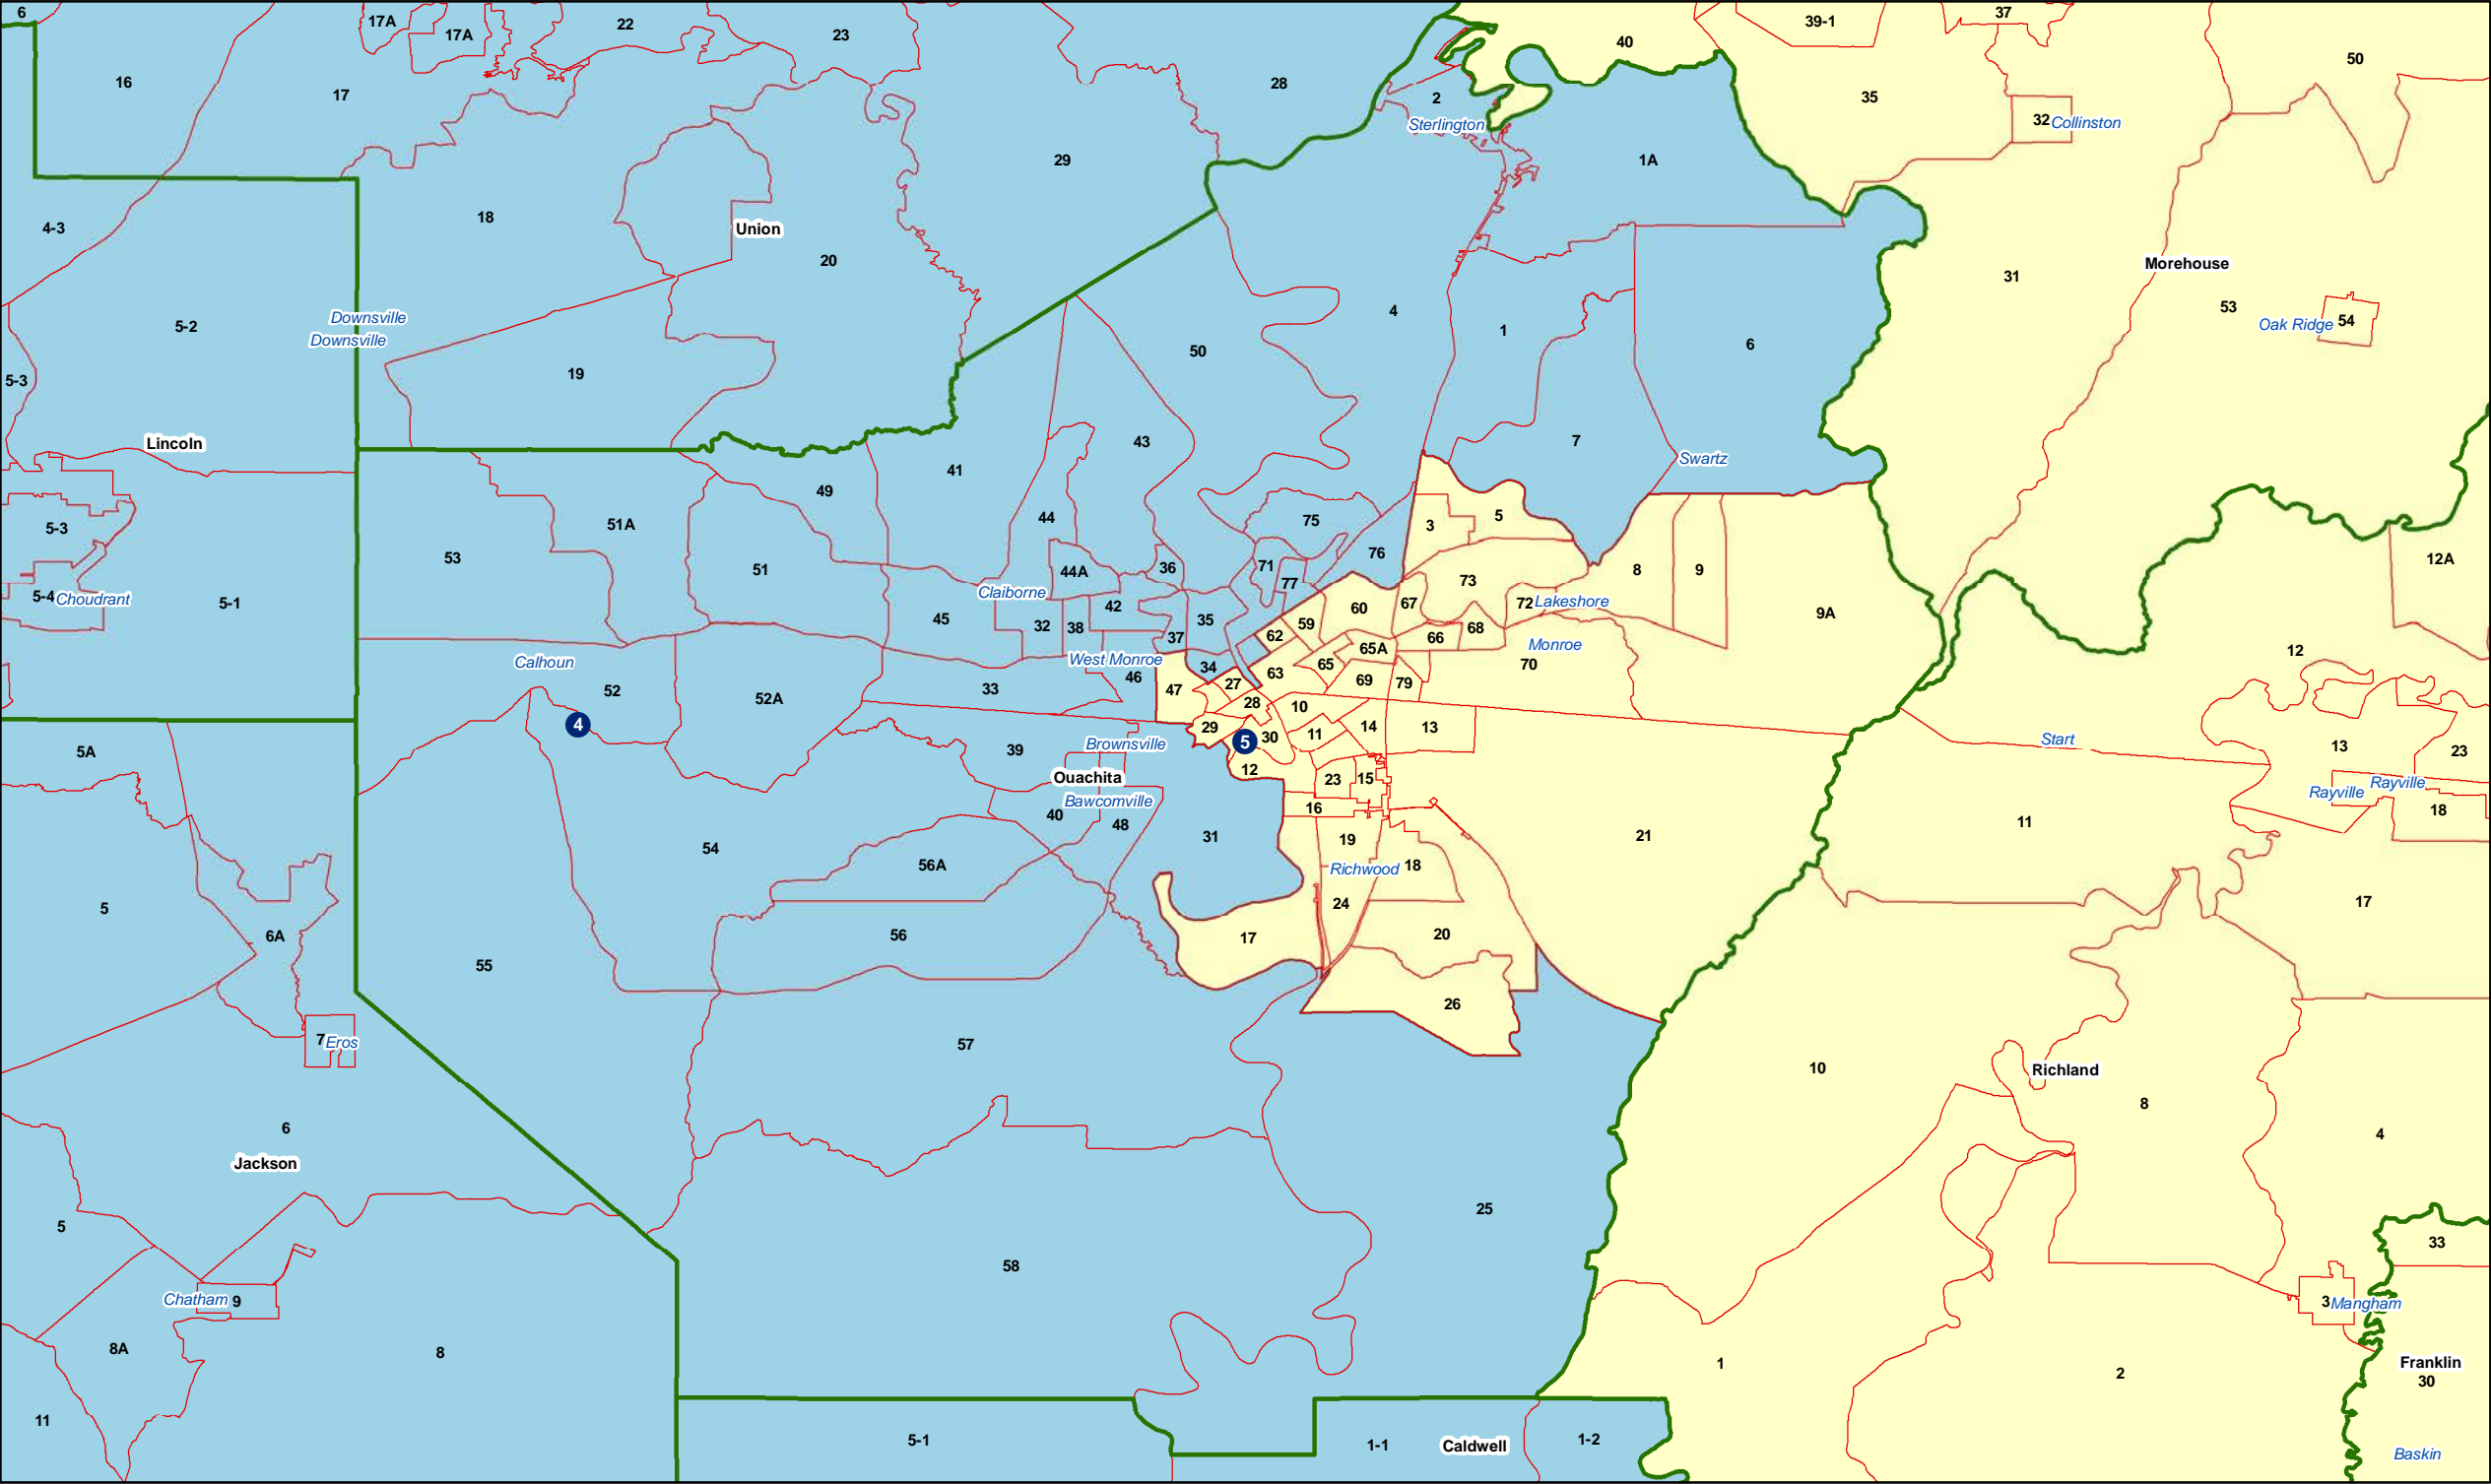 6
17A
17A
22
23
28
40
39-1
37
50
16
17
2
Sterlington
35
32 Collinston
29
1A
4-3
18
Union
20
31
Morehouse
53
Oak Ridge 54
5-2
Downsville
Downsville
4
1
6
50
5-3
19
Lincoln
43
7
Swartz
41
49
44
75
3
5
5-3
51A
53
51
76
71
77
36
44A
73
8
9
12A
5-4 Choudrant
5-1
Claiborne
45
32
38
42
37
35
60
67
72 Lakeshore
9A
59
62
66
68
65A
Monroe
70
12
Calhoun
52
52A
West Monroe
46
34
33
47
27
63
65
69
79
28
10
4
29
30
5
11
14
13
Start
13
23
5A
39
Brownsville
12
Ouachita
23
15
Rayville
Rayville
Bawcomville
40
48
16
18
31
19
21
11
54
56A
Richwood
18
5
24
17
6A
56
17
20
55
26
7 Eros
57
10
Richland
8
6
4
Jackson
5
25
33
58
Chatham 9
3 Mangham
8A
8
1
2
Franklin
30
11
5-1
1-1
Caldwell
1-2
Baskin